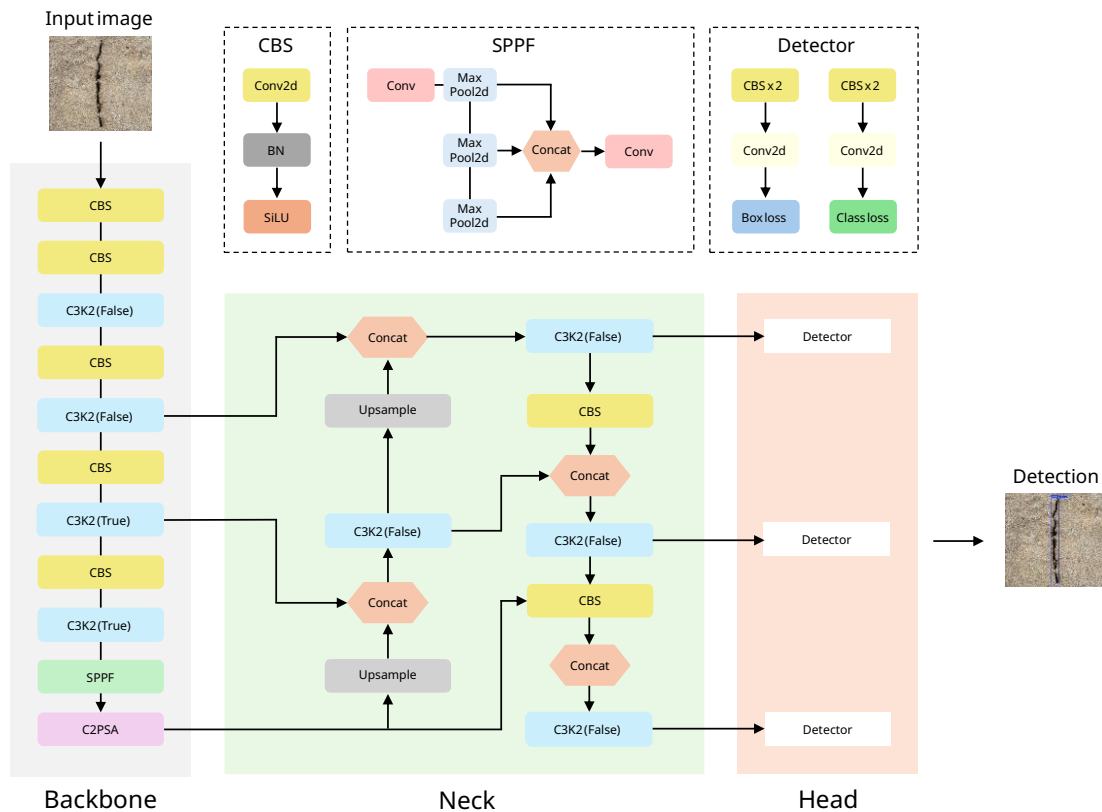 Input image
CBS
CBS
C3K2 (False)
CBS
C3K2 (False)
CBS
C3K2 (True)
CBS
C3K2 (True)
SPPF
C2PSA
Backbone
CBS
Conv2d
BN
SiLU
SPPF
Conv
Max
Pool2d
Max
Pool2d
Max
Pool2d
Concat
Conv
Detector
CBS x 2
CBS x 2
Conv2d
Conv2d
Box loss
Class loss
Concat
Upsample
C3K2 (False)
Concat
Upsample
C3K2 (False)
CBS
Concat
C3K2 (False)
CBS
Concat
C3K2 (False)
Neck
Detector
Detector
Detector
Head
Detection